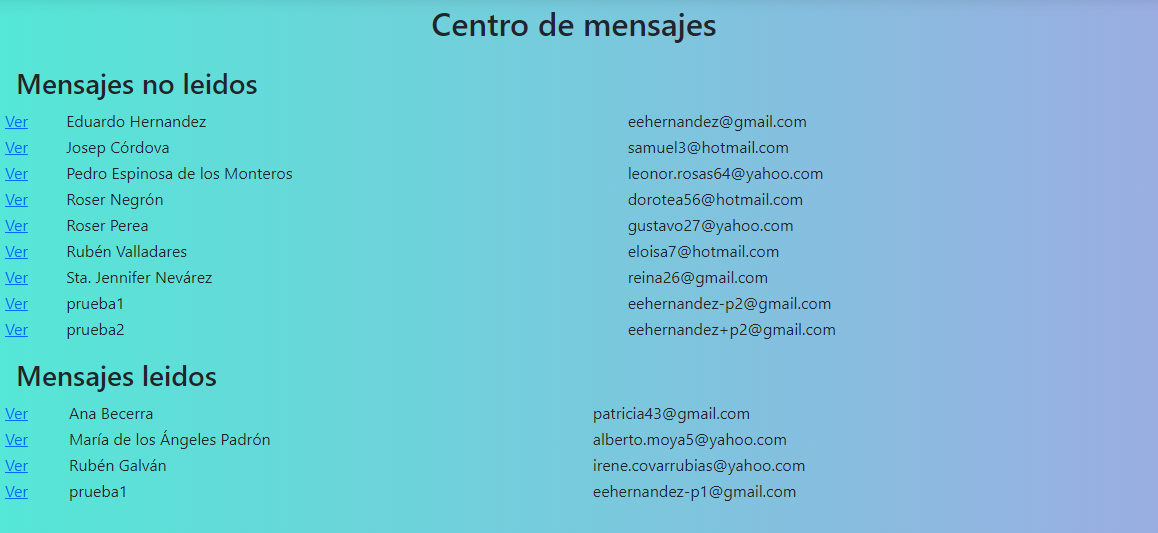 Centro de mensajes
Mensajes no leidos
Ver Eduardo Hernandez eehernandez@gmail.com
Ver Josep Córdova samuel3@hotmail.com
Ver Pedro Espinosa de los Monteros leonor.rosas64@yahoo.com
Ver Roser Negrón dorotea56@hotmail.com
Ver Roser Perea gustavo27@yahoo.com
Ver Rubén Valladares eloisa7@hotmail.com
Ver Sta. Jennifer Nevárez reina26@gmail.com
Ver prueba1 eehernandez-p2@gmail.com
Ver prueba2 eehernandez+p2@gmail.com
Mensajes leidos
Ver Ana Becerra patricia43@gmail.com
Ver María de los Ángeles Padrón alberto.moya5@yahoo.com
Ver Rubén Galván irene.covarrubias@yahoo.com
Ver prueba1 eehernandez-p1@gmail.com